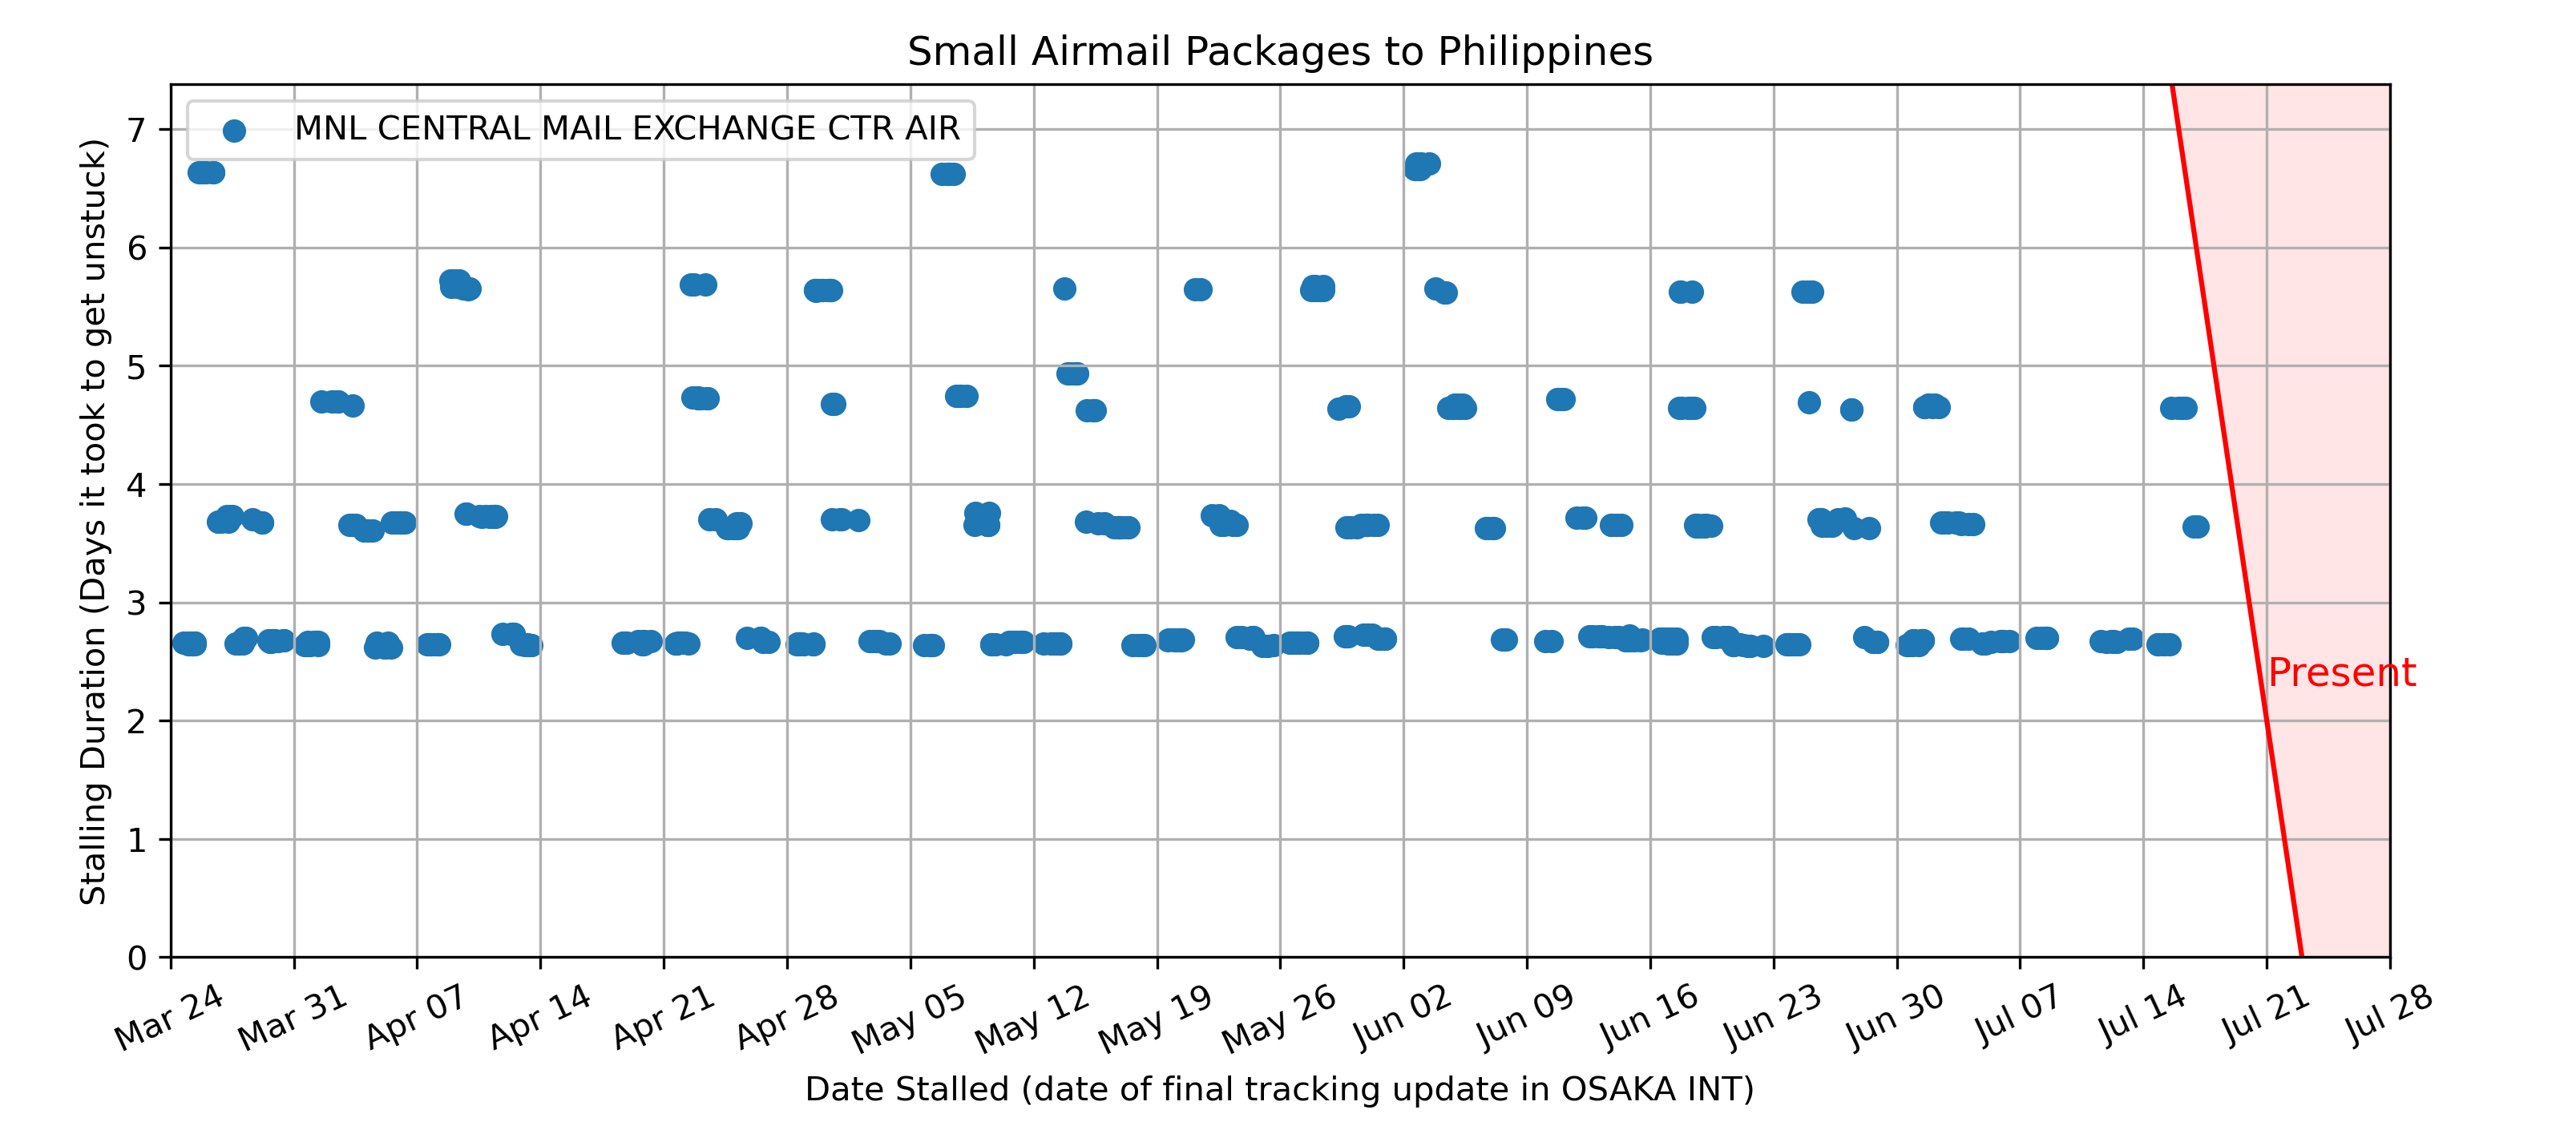 Small Airmail Packages to Philippines
MNL CENTRAL MAIL EXCHANGE CTR AIR
Stalling Duration (Days it took to get unstuck)
7
6
5
4
3
2
1
0
Present
Mar 24 Mar 31 Apr 07 Apr 14 Apr 21 Apr 28 May 05 May 12 May 19 May 26 Jun 02 Jun 09 Jun 16 Jun 23 Jun 30 Jul 07 Jul 14 Jul 21 Jul 28
Date Stalled (date of final tracking update in OSAKA INT)